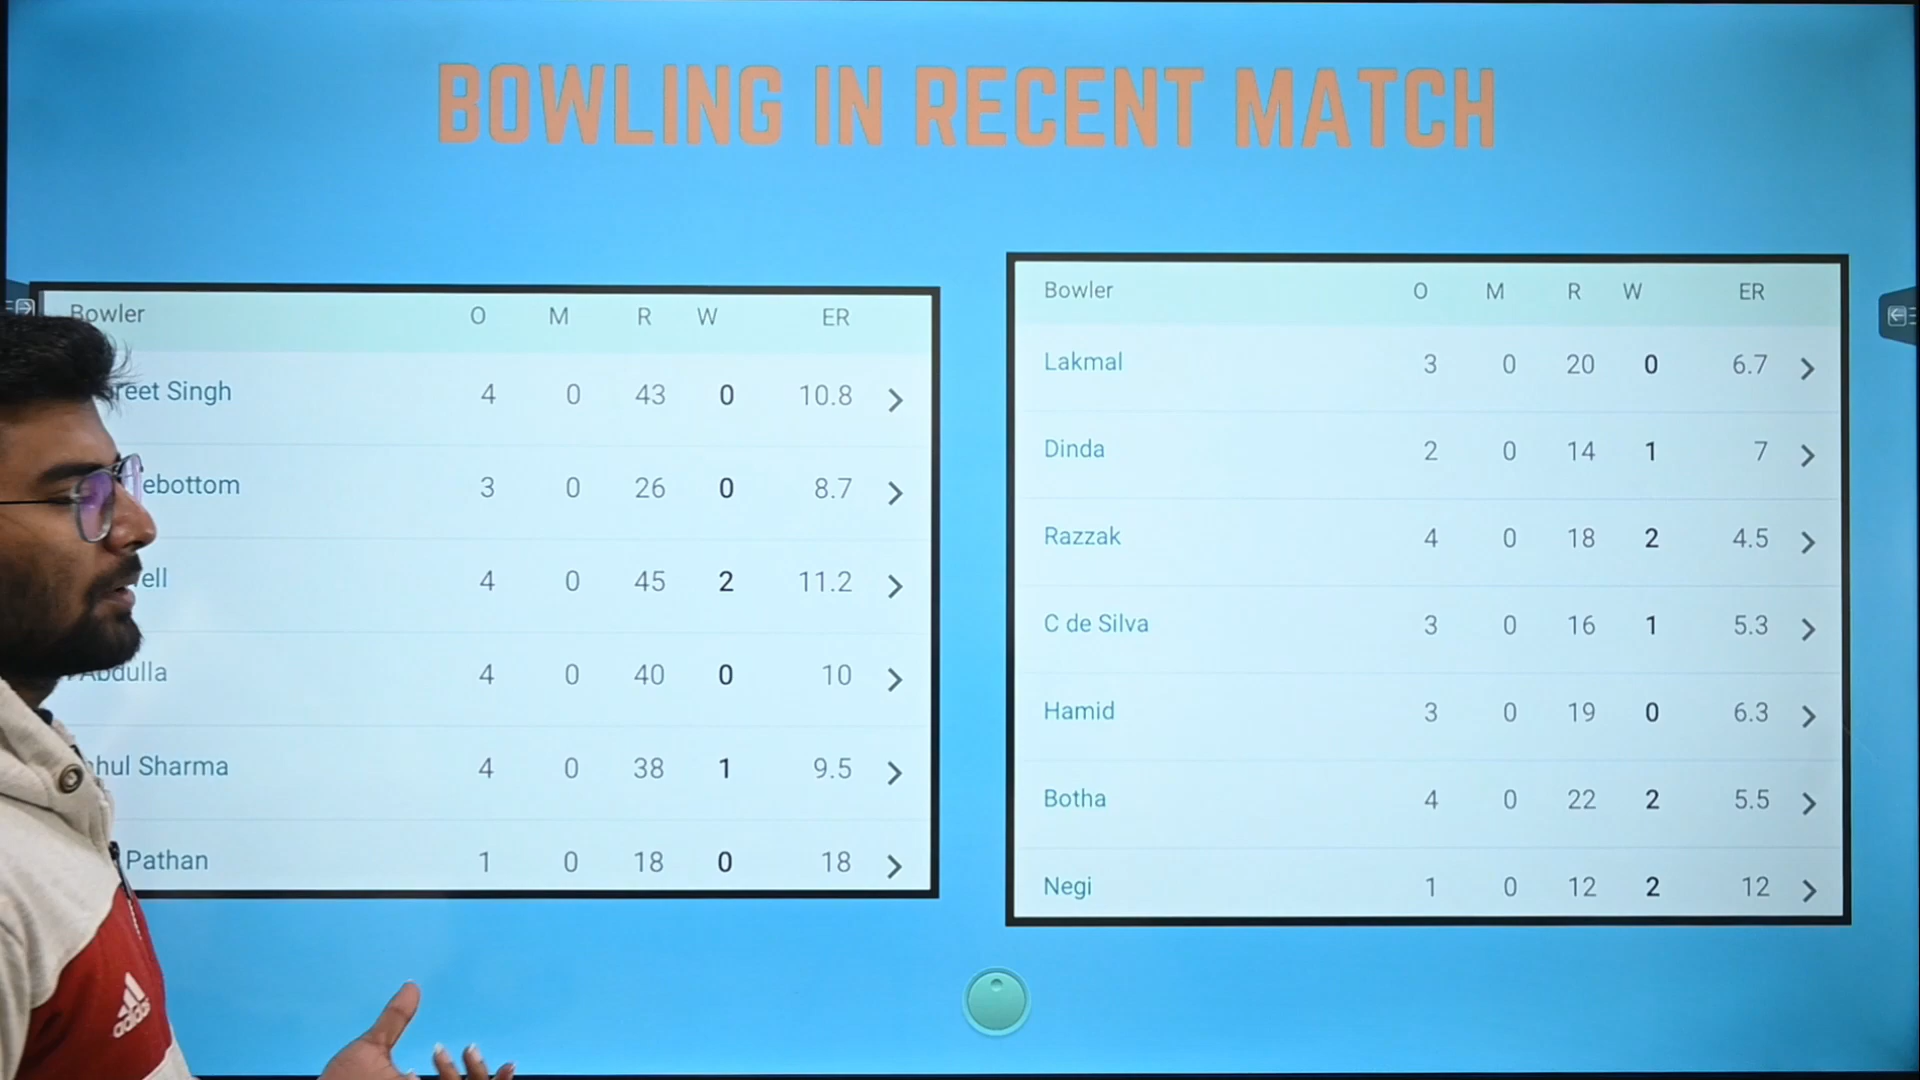 BOWLING IN RECENT MATCH
Bowler O M R W ER
Singh 4 0 43 0 10.8
3 0 26 0 8.7
4 0 45 2 11.2
Abdulla 4 0 40 0 10
Sharma 4 0 38 1 9.5
Pathan 1 0 18 0 18
Bowler O M R W ER
Lakmal 3 0 20 0 6.7
Dinda 2 0 14 1 7
Razzak 4 0 18 2 4.5
C de Silva 3 0 16 1 5.3
Hamid 3 0 19 0 6.3
Botha 4 0 22 2 5.5
Negi 1 0 12 2 12
adidas